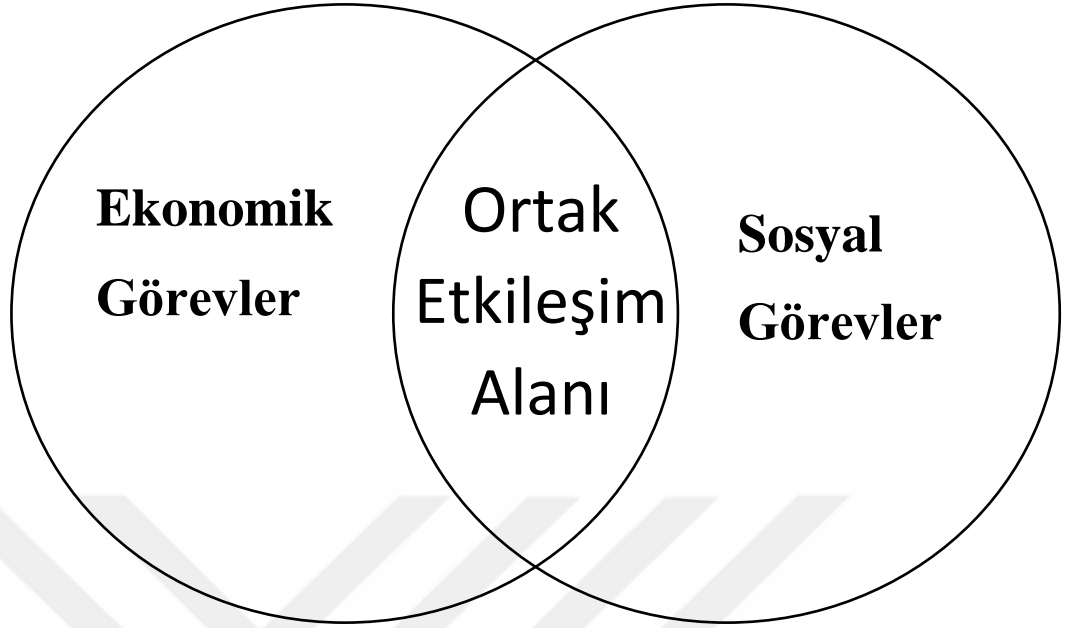 Ekonomik
Görevler
Ortak
Etkileşim
Alanı
Sosyal
Görevler